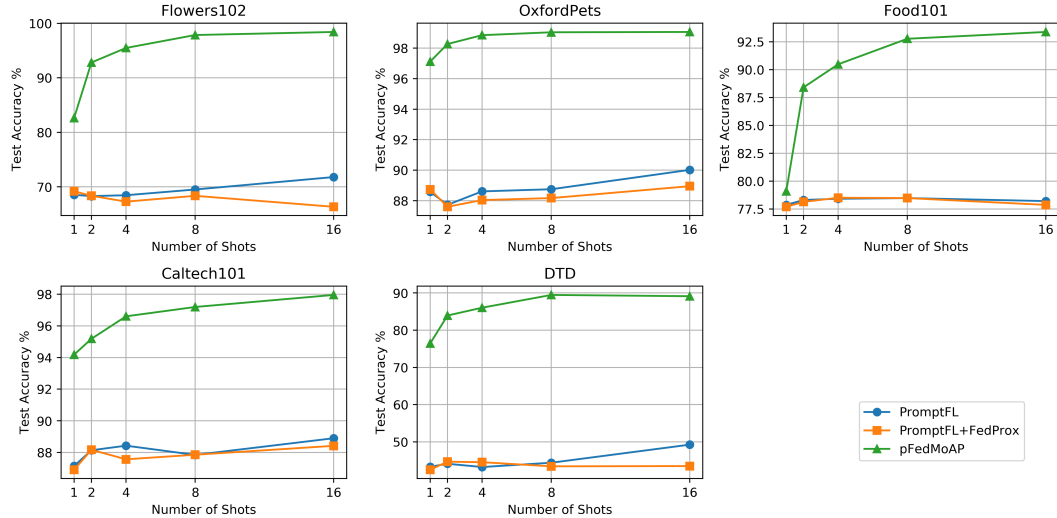 Flowers102
100
90
80
70
Test Accuracy %
1 2 4 8 16
Number of Shots
OxfordPets
98
96
94
92
90
88
Test Accuracy %
1 2 4 8 16
Number of Shots
Food101
92.5
90.0
87.5
85.0
82.5
80.0
77.5
Test Accuracy %
1 2 4 8 16
Number of Shots
Caltech101
98
96
94
92
90
88
Test Accuracy %
1 2 4 8 16
Number of Shots
DTD
90
80
70
60
50
Test Accuracy %
1 2 4 8 16
Number of Shots
PromptFL
PromptFL+FedProx
pFedMoAP